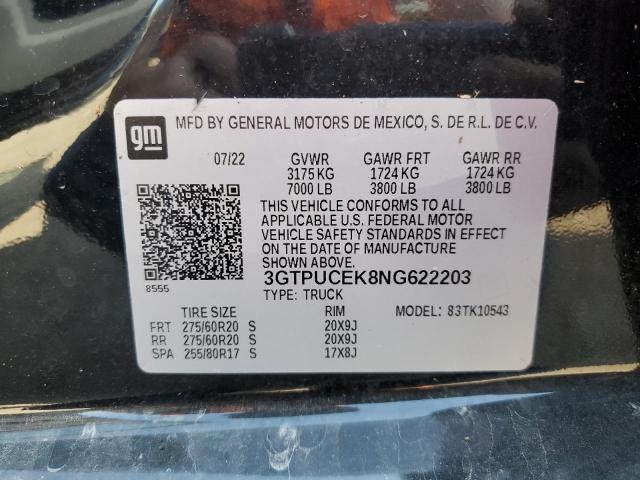 gm MFD BY GENERAL MOTORS DE MEXICO, S. DE R.L. DE C.V.
07/22 GVWR GAWR FRT GAWR RR
3175 KG 1724 KG 1724 KG
7000 LB 3800 LB 3800 LB
THIS VEHICLE CONFORMS TO ALL
APPLICABLE U.S. FEDERAL MOTOR
VEHICLE SAFETY STANDARDS IN EFFECT
ON THE DATE OF MANUFACTURE
SHOWN ABOVE.
3GTPUCEK8NG622203
8555
TYPE: TRUCK
TIRE SIZE RIM MODEL: 83TK10543
FRT 275/60R20 S 20X9J
RR 275/60R20 S 20X9J
SPA 255/80R17 S 17X8J